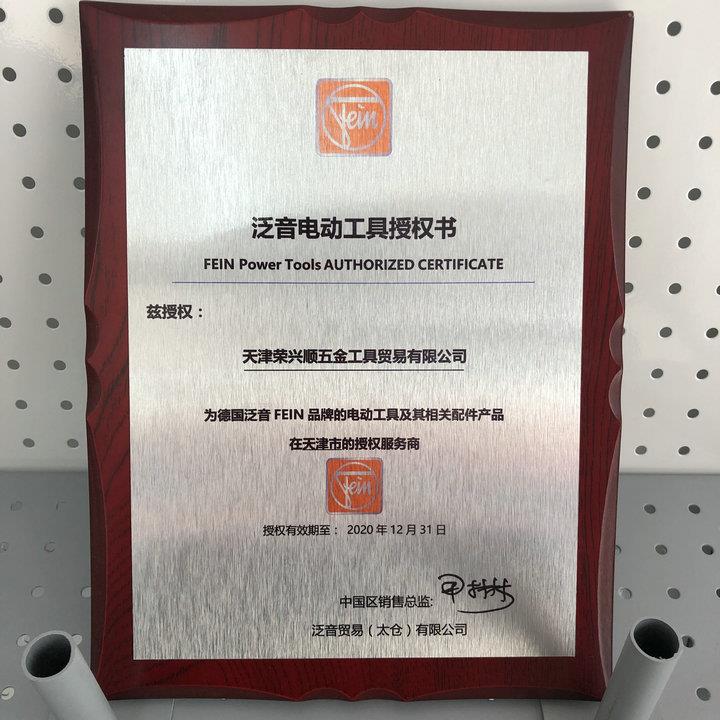 Fein
泛音电动工具授权书
FEIN Power Tools AUTHORIZED CERTIFICATE
兹授权：
天津荣兴顺五金工具贸易有限公司
为德国泛音 FEIN 品牌的电动工具及其相关配件产品
在天津市的授权服务商
Fein
授权有效期至： 2020 年 12 月 31 日
中国区销售总监:
泛音贸易（太仓）有限公司